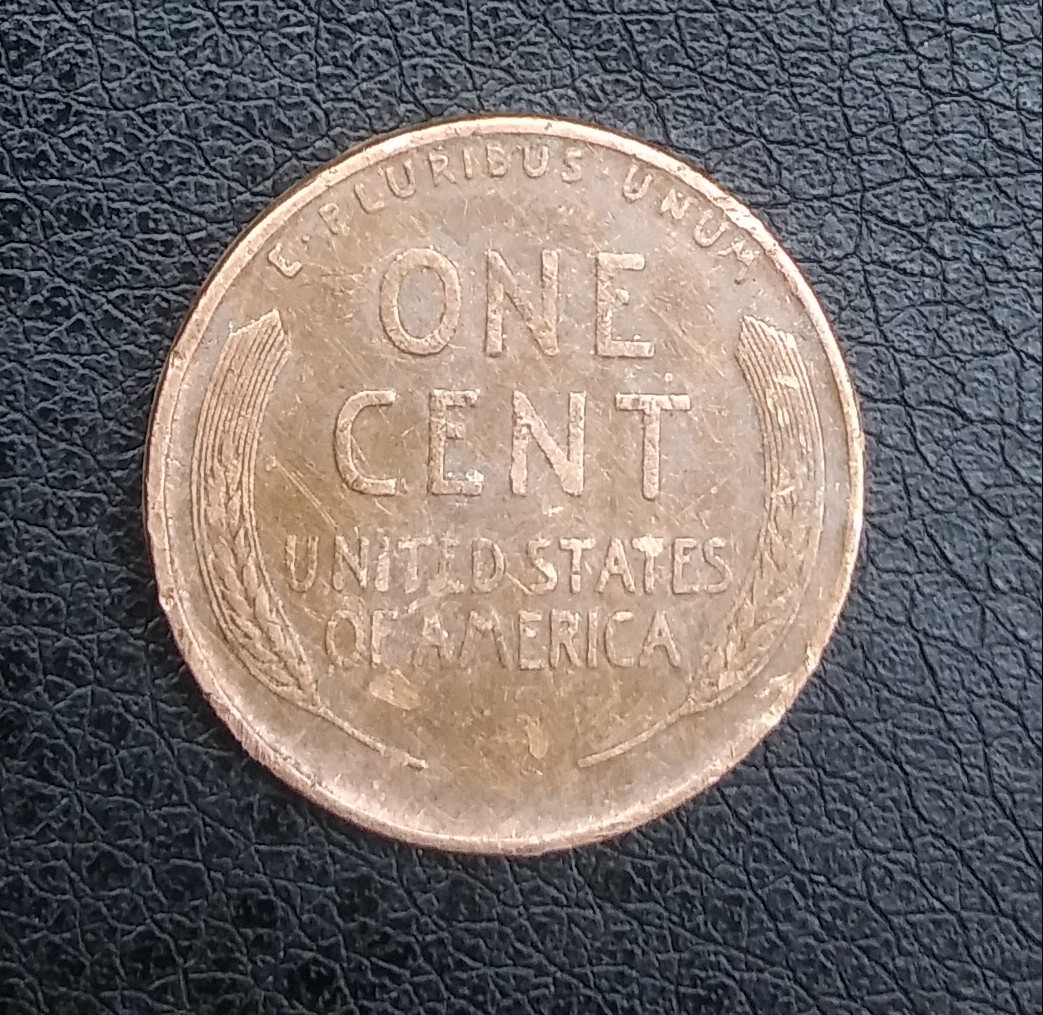 E · PLURIBUS · UNUM
ONE
CENT
UNITED STATES
OF AMERICA